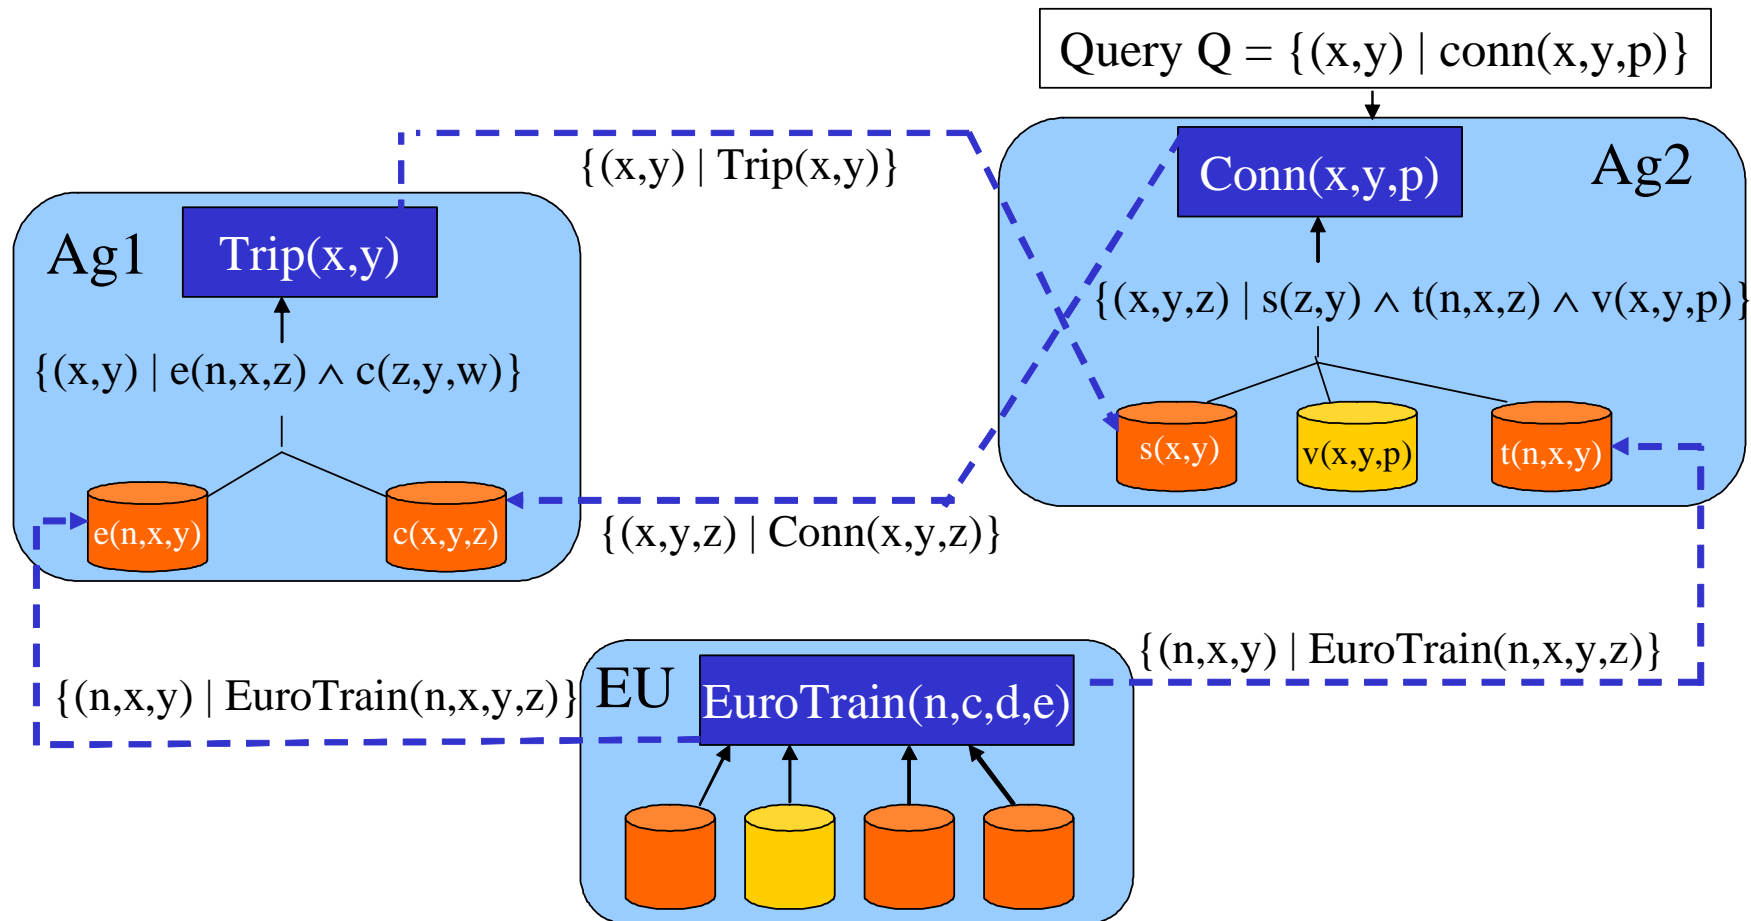 Query Q = {(x,y) | conn(x,y,p)}
{(x,y) | Trip(x,y)}
Conn(x,y,p)
Ag2
Ag1
Trip(x,y)
{(x,y,z) | s(z,y) ∧ t(n,x,z) ∧ v(x,y,p)}
{(x,y) | e(n,x,z) ∧ c(z,y,w)}
s(x,y)
v(x,y,p)
t(n,x,y)
e(n,x,y)
c(x,y,z)
{(x,y,z) | Conn(x,y,z)}
{(n,x,y) | EuroTrain(n,x,y,z)}
{(n,x,y) | EuroTrain(n,x,y,z)}
EU
EuroTrain(n,c,d,e)